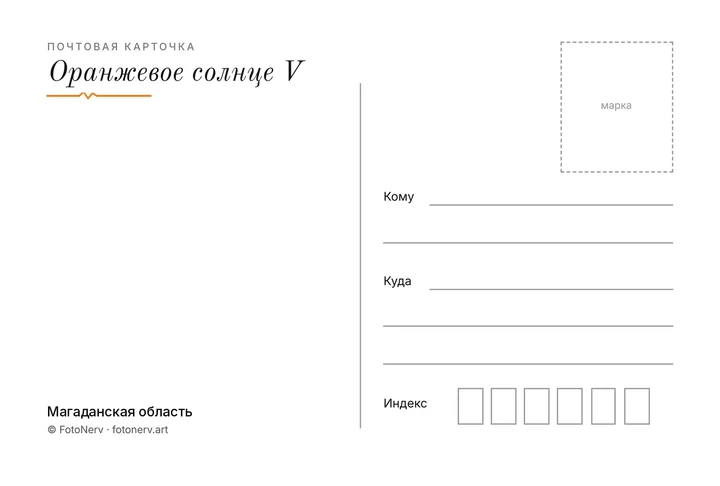 ПОЧТОВАЯ КАРТОЧКА
Оранжевое солнце V
марка
Кому
Куда
Индекс
Магаданская область
© FotoNerv · fotonerv.art